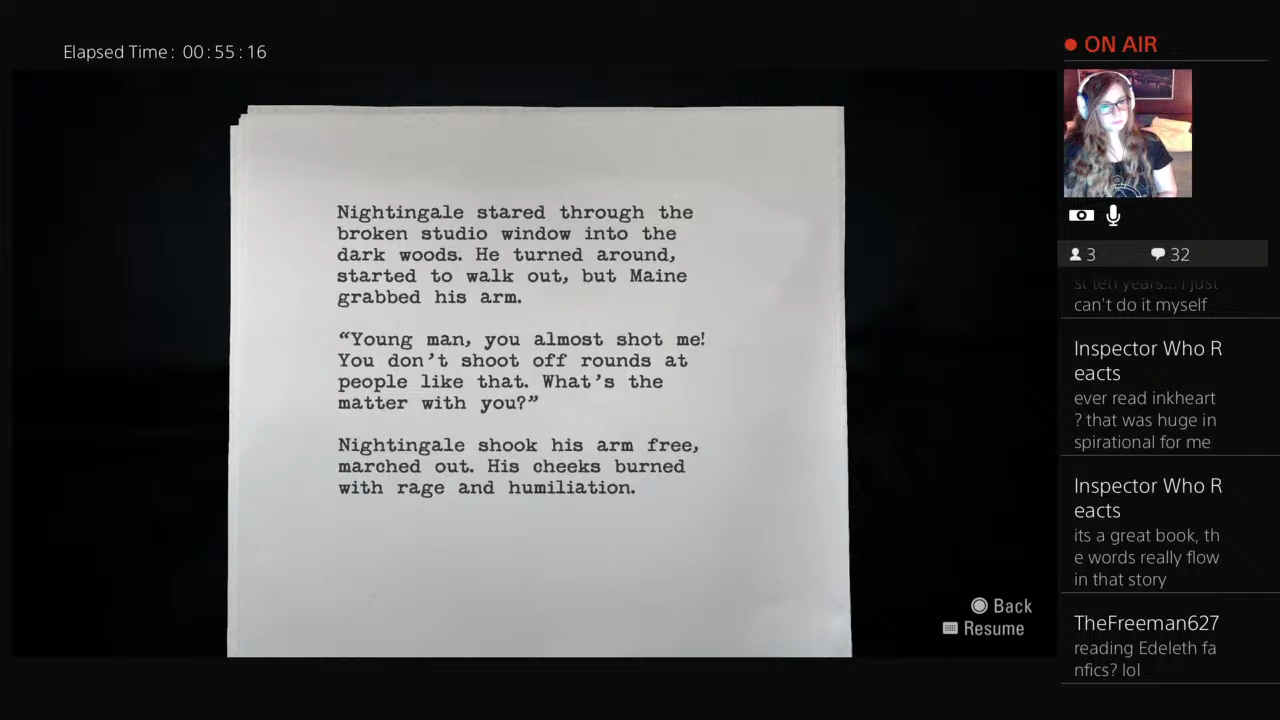 Elapsed Time: 00:55:16
ON AIR
Nightingale stared through the
broken studio window into the
dark woods. He turned around,
started to walk out, but Maine
grabbed his arm.
“Young man, you almost shot me!
You don’t shoot off rounds at
people like that. What’s the
matter with you?”
Nightingale shook his arm free,
marched out. His cheeks burned
with rage and humiliation.
Back
Resume
3
32
st ten years... I just
can't do it myself
Inspector Who R
eacts
ever read inkheart
? that was huge in
spirational for me
Inspector Who R
eacts
its a great book, th
e words really flow
in that story
TheFreeman627
reading Edeleth fa
nfics? lol